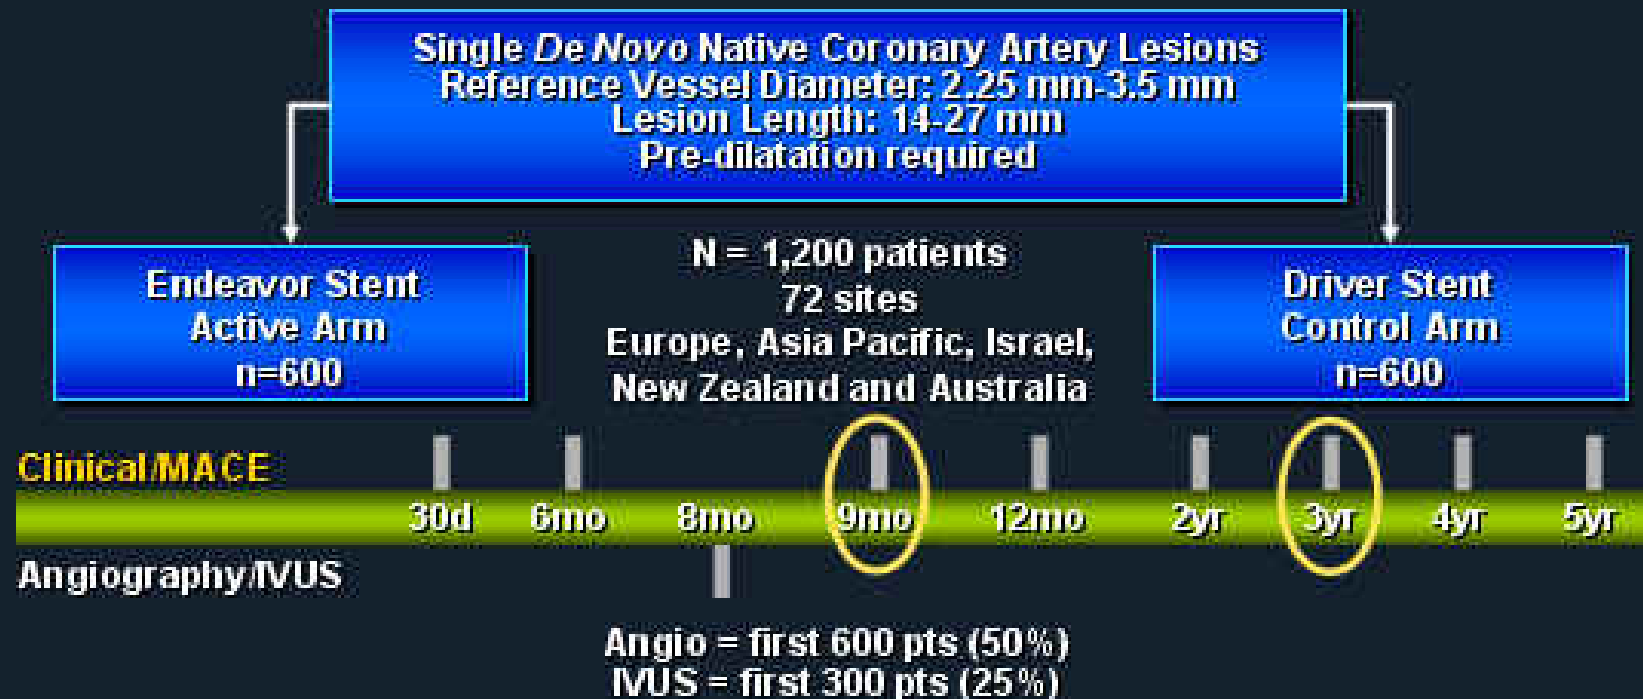 Single De Novo Native Coronary Artery Lesions
Reference Vessel Diameter: 2.25 mm-3.5 mm
Lesion Length: 14-27 mm
Pre-dilatation required
Endeavor Stent
Active Arm
n=600
N = 1,200 patients
72 sites
Europe, Asia Pacific, Israel,
New Zealand and Australia
Driver Stent
Control Arm
n=600
Clinical/MACE
30d 6mo 8mo 9mo 12mo 2yr 3yr 4yr 5yr
Angiography/IVUS
Angio = first 600 pts (50%)
IVUS = first 300 pts (25%)